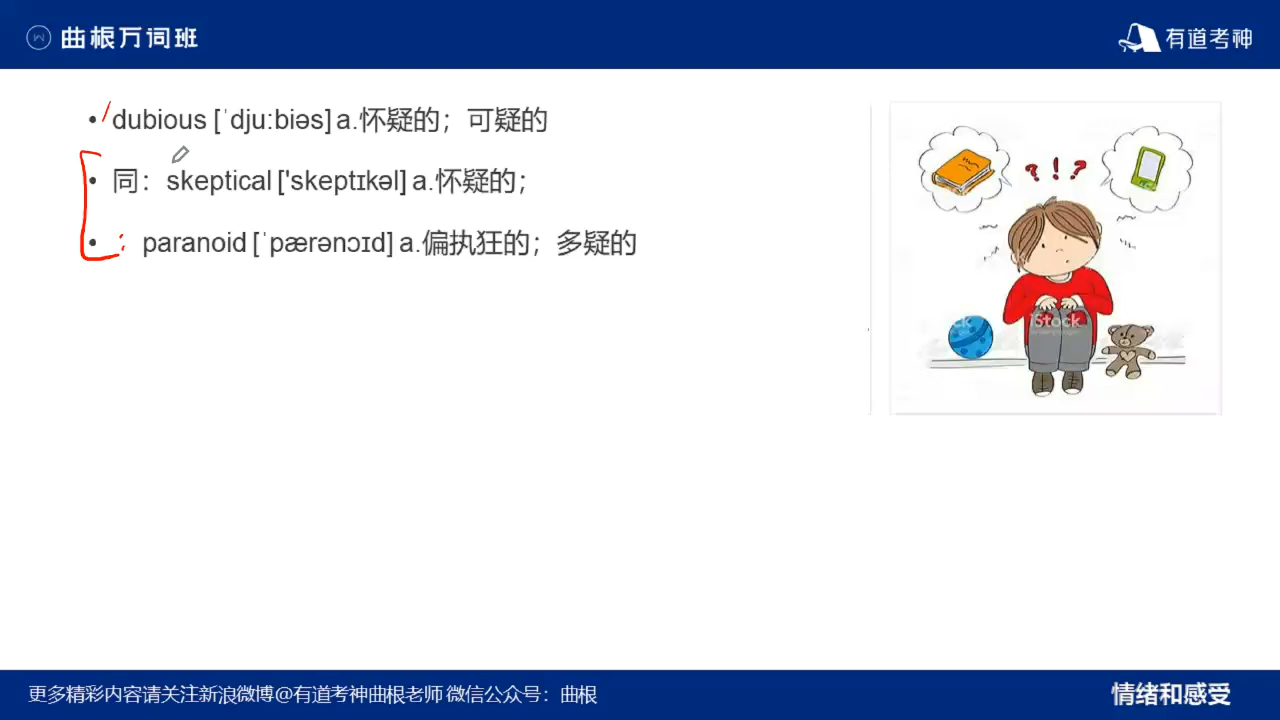 曲根万词班
有道考神
• dubious [ˈdju:biəs] a.怀疑的；可疑的
• 同：skeptical ['skeptɪkəl] a.怀疑的；
• ： paranoid [ˈpærənɔɪd] a.偏执狂的；多疑的
? ! ?
iStock
更多精彩内容请关注新浪微博@有道考神曲根老师 微信公众号：曲根
情绪和感受